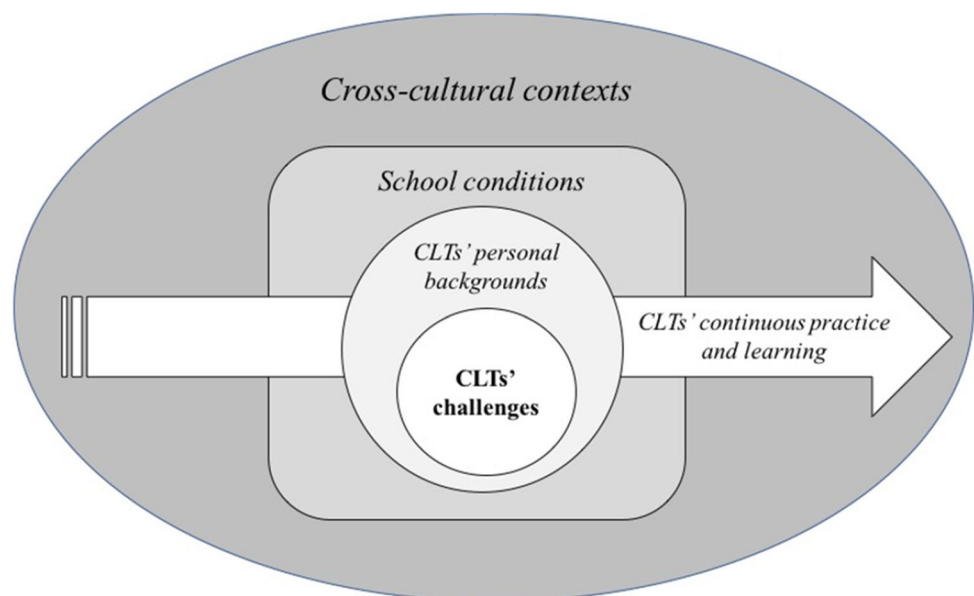 Cross-cultural contexts
School conditions
CLTs’ personal
backgrounds
CLTs’ continuous practice
and learning
CLTs’
challenges